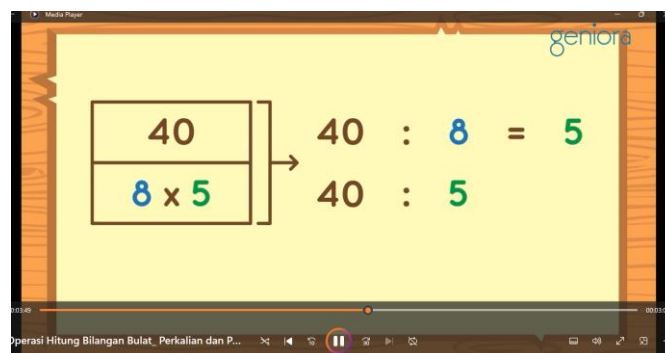 Media Player
geniora
40
8 x 5
40 : 8 = 5
40 : 5
0:03:49
Operasi Hitung Bilangan Bulat_ Perkalian dan P...